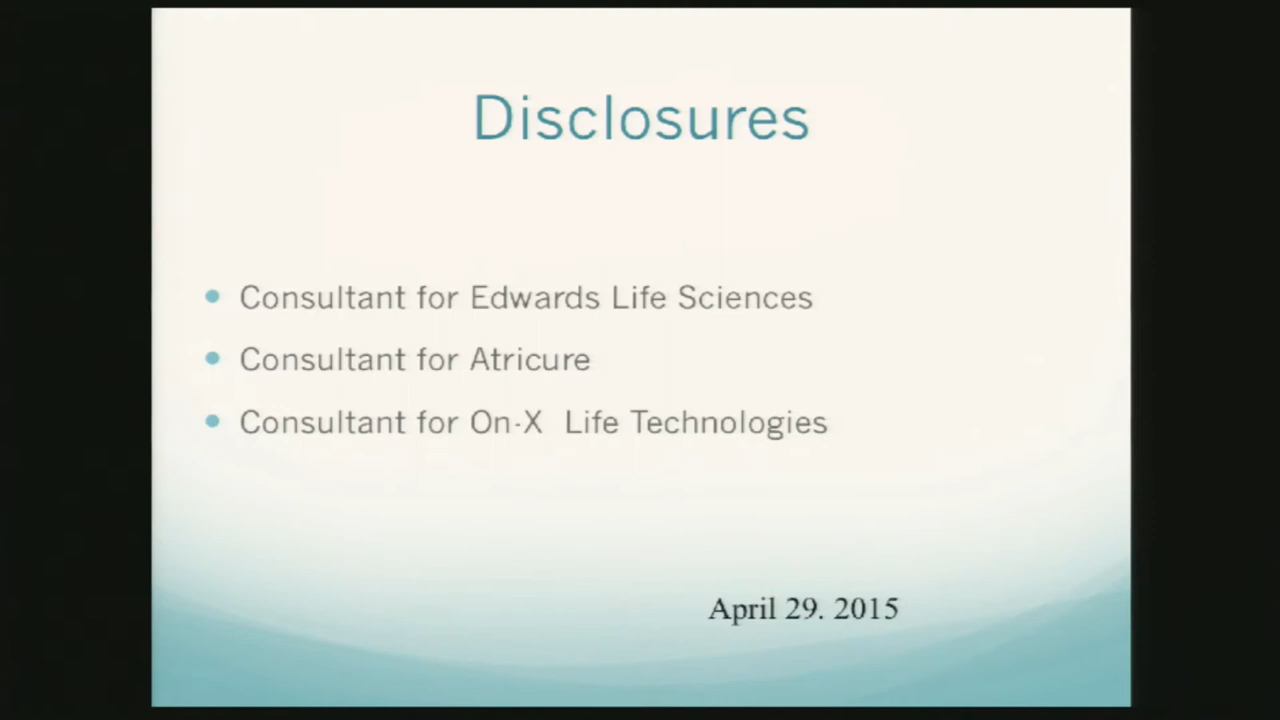 Disclosures
Consultant for Edwards Life Sciences
Consultant for Atricure
Consultant for On-X Life Technologies
April 29. 2015